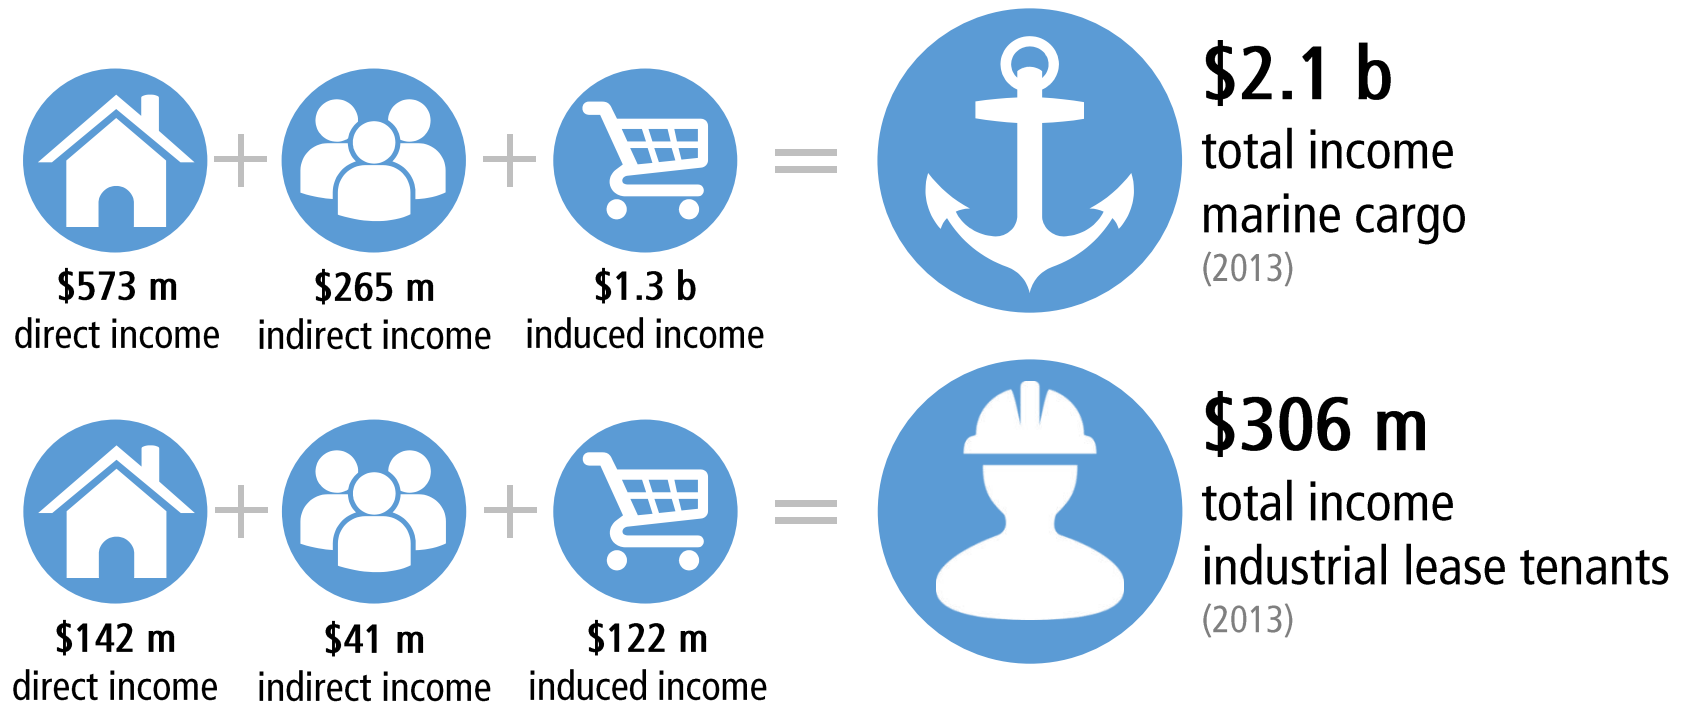 $573 m
direct income
$265 m
indirect income
$1.3 b
induced income
$2.1 b
total income
marine cargo
(2013)
$142 m
direct income
$41 m
indirect income
$122 m
induced income
$306 m
total income
industrial lease tenants
(2013)